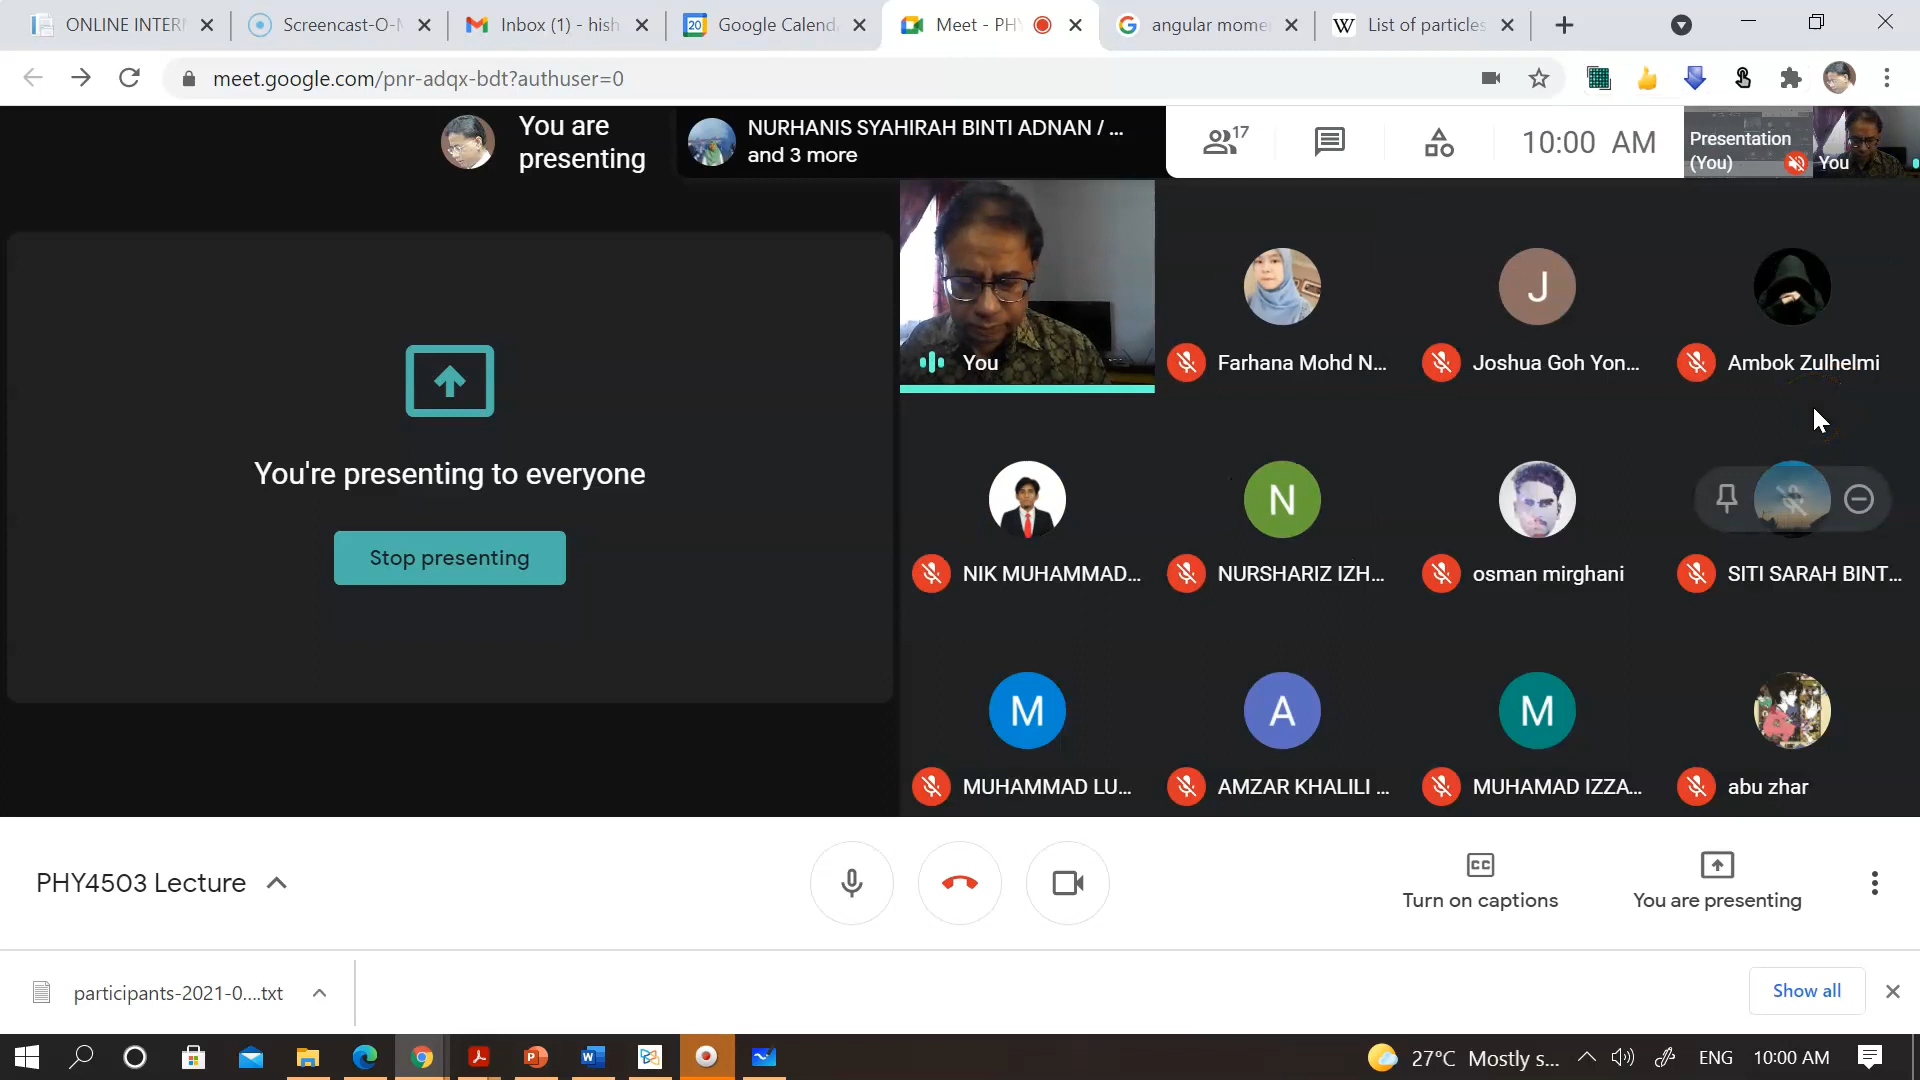 ONLINE INTER
Screencast-O-M
Inbox (1) - hish
20
Google Calenda
Meet - PHY
angular mome
W
List of particles
meet.google.com/pnr-adqx-bdt?authuser=0
You are
presenting
NURHANIS SYAHIRAH BINTI ADNAN / ...
and 3 more
17
10:00 AM
Presentation
(You)
You
You're presenting to everyone
Stop presenting
You
Farhana Mohd N...
J
Joshua Goh Yon...
Ambok Zulhelmi
NIK MUHAMMAD...
N
NURSHARIZ IZH...
osman mirghani
SITI SARAH BINT...
M
MUHAMMAD LU...
A
AMZAR KHALILI ...
M
MUHAMAD IZZA...
abu zhar
PHY4503 Lecture
CC
Turn on captions
You are presenting
participants-2021-0....txt
Show all
27°C Mostly s...
ENG
10:00 AM